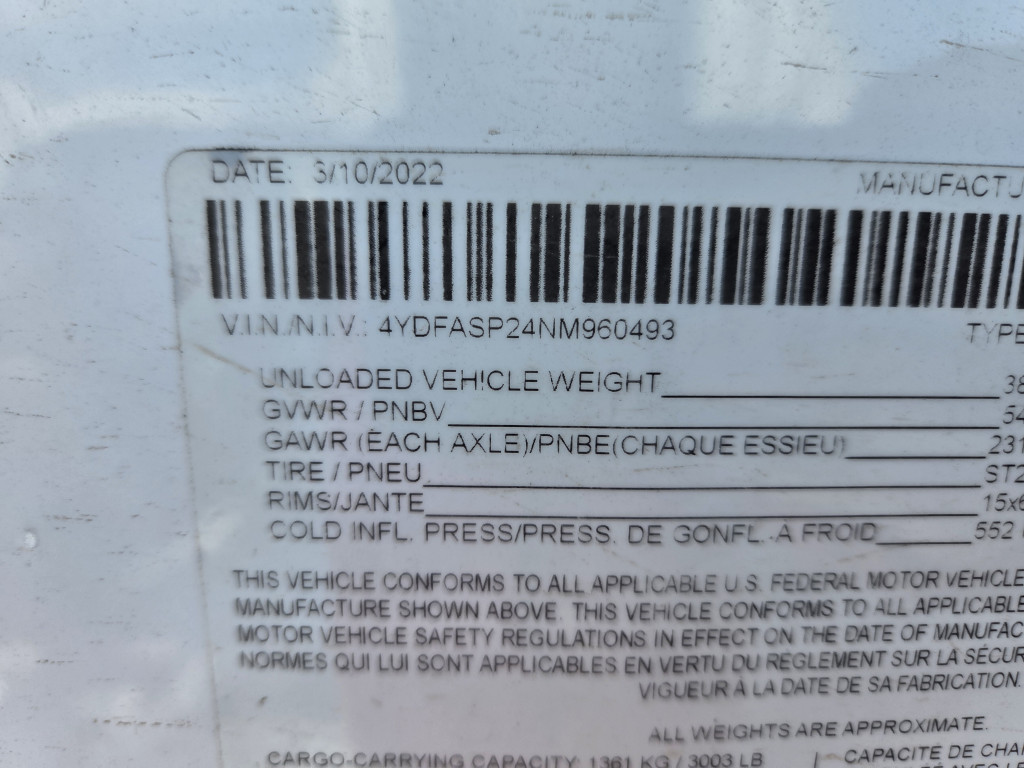 DATE: 3/10/2022
MANUFACTU
V.I.N./N.I.V.: 4YDFASP24NM960493
TYPE
UNLOADED VEHICLE WEIGHT 38
GVWR / PNBV 54
GAWR (EACH AXLE)/PNBE(CHAQUE ESSIEU) 231
TIRE / PNEU ST2
RIMS/JANTE 15x6
COLD INFL. PRESS/PRESS. DE GONFL. A FROID 552
THIS VEHICLE CONFORMS TO ALL APPLICABLE U.S. FEDERAL MOTOR VEHICLE
MANUFACTURE SHOWN ABOVE. THIS VEHICLE CONFORMS TO ALL APPLICABLE
MOTOR VEHICLE SAFETY REGULATIONS IN EFFECT ON THE DATE OF MANUFAC
NORMES QUI LUI SONT APPLICABLES EN VERTU DU RÈGLEMENT SUR LA SÉCUR
VIGUEUR À LA DATE DE SA FABRICATION.
ALL WEIGHTS ARE APPROXIMATE.
CARGO-CARRYING CAPACITY 1361 KG / 3003 LB
CAPACITÉ DE CHA